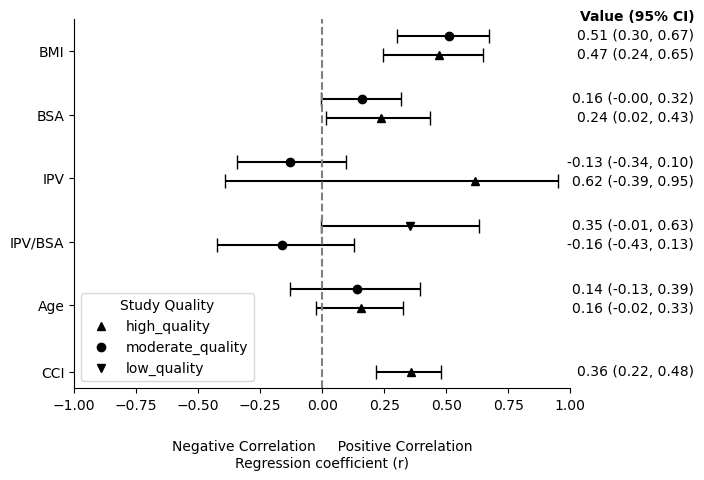 Value (95% CI)
BMI
0.51 (0.30, 0.67)
0.47 (0.24, 0.65)
BSA
0.16 (-0.00, 0.32)
0.24 (0.02, 0.43)
IPV
-0.13 (-0.34, 0.10)
0.62 (-0.39, 0.95)
IPV/BSA
0.35 (-0.01, 0.63)
-0.16 (-0.43, 0.13)
Age
0.14 (-0.13, 0.39)
0.16 (-0.02, 0.33)
CCI
0.36 (0.22, 0.48)
Study Quality
high_quality
moderate_quality
low_quality
−1.00 −0.75 −0.50 −0.25 0.00 0.25 0.50 0.75 1.00
Negative Correlation Positive Correlation
Regression coefficient (r)